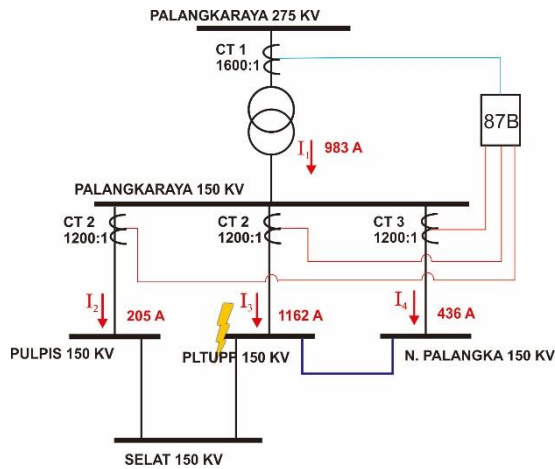 PALANGKARAYA 275 KV
CT 1
1600:1
87B
I1
983 A
PALANGKARAYA 150 KV
CT 2
1200:1
CT 2
1200:1
CT 3
1200:1
I2
205 A
I3
1162 A
I4
436 A
PULPIS 150 KV
PLTUPP 150 KV
N. PALANGKA 150 KV
SELAT 150 KV